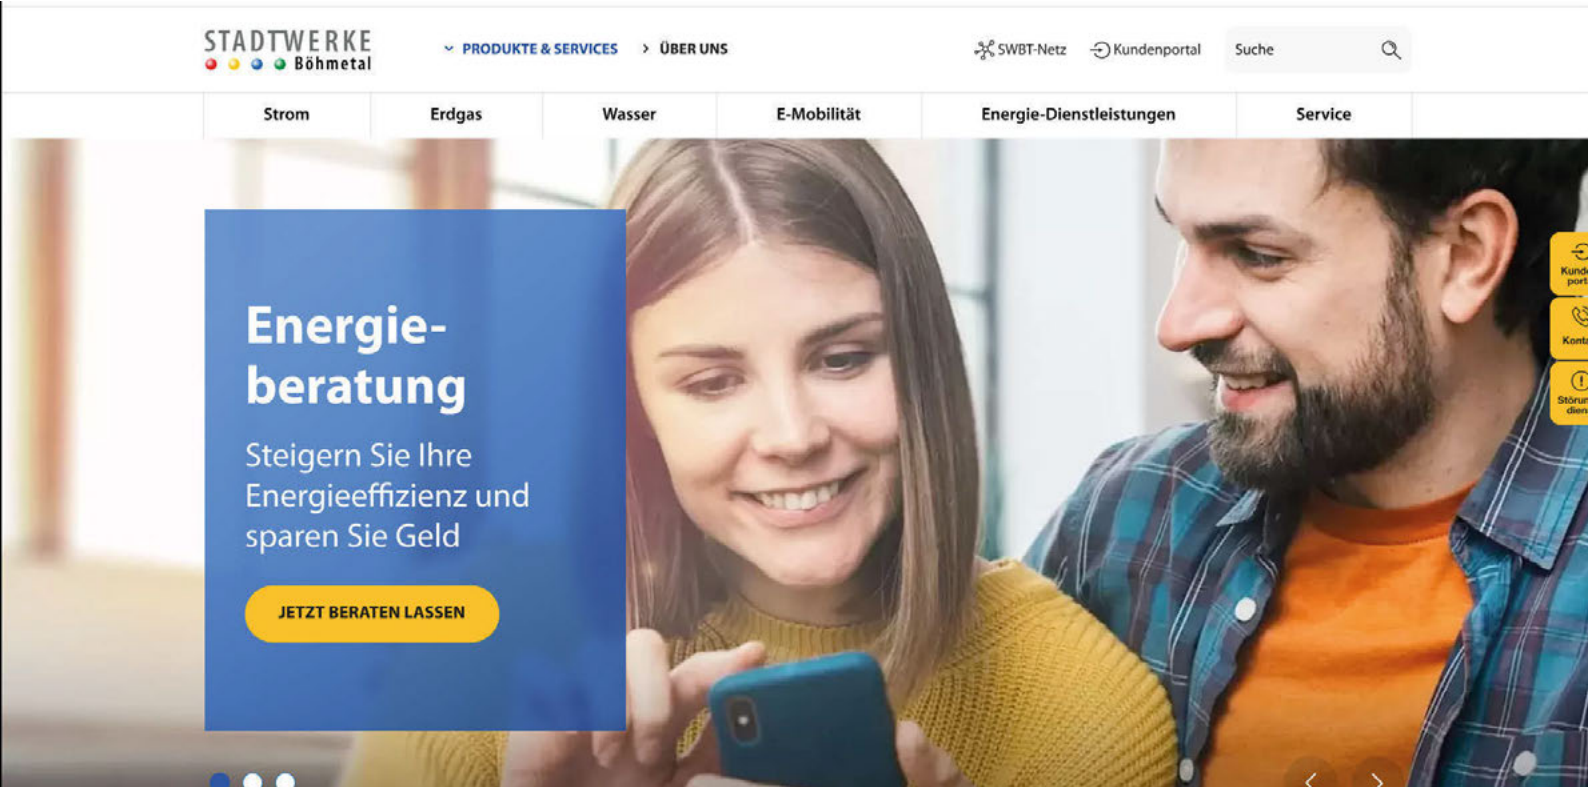 STADTWERKE
Böhmetal
PRODUKTE & SERVICES
ÜBER UNS
SWBT-Netz
Kundenportal
Suche
Strom
Erdgas
Wasser
E-Mobilität
Energie-Dienstleistungen
Service
Energie-
beratung
Steigern Sie Ihre
Energieeffizienz und
sparen Sie Geld
JETZT BERATEN LASSEN